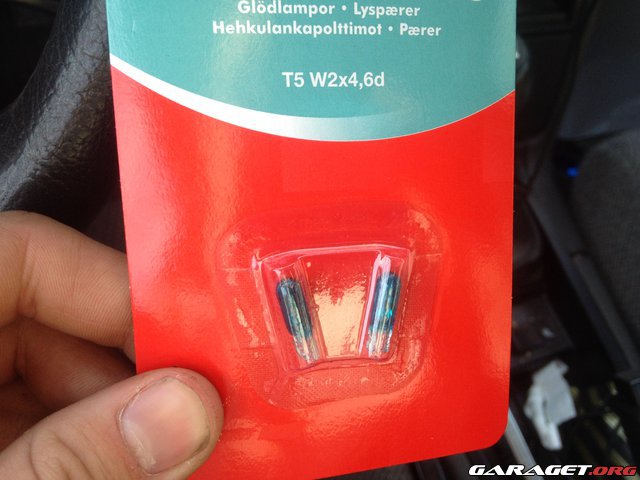 Glödlampor • Lyspærer
Hehkulankapolttimot • Pærer
T5 W2x4,6d
GARAGET.ORG